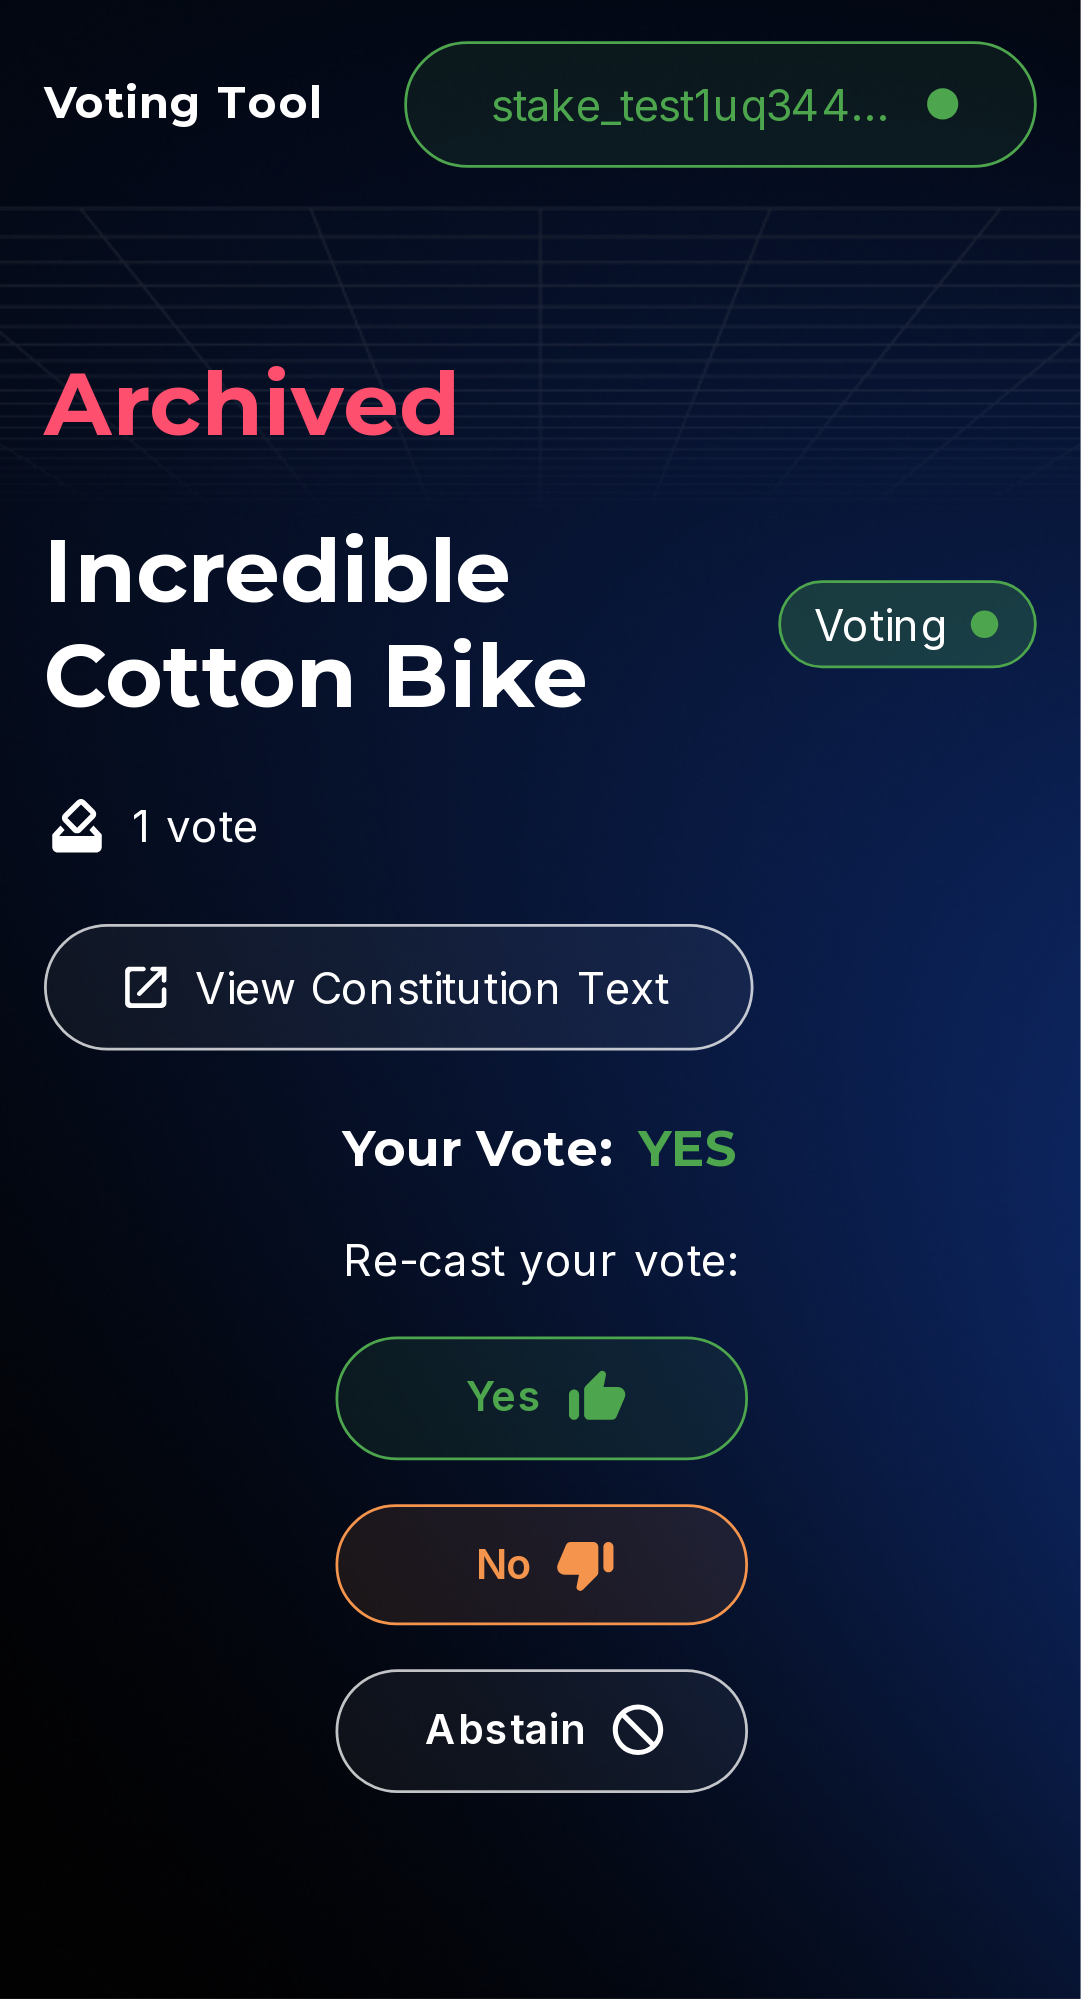 Voting Tool
stake_test1uq344...
Archived
Incredible
Cotton Bike
Voting
1 vote
View Constitution Text
Your Vote: YES
Re-cast your vote:
Yes
No
Abstain